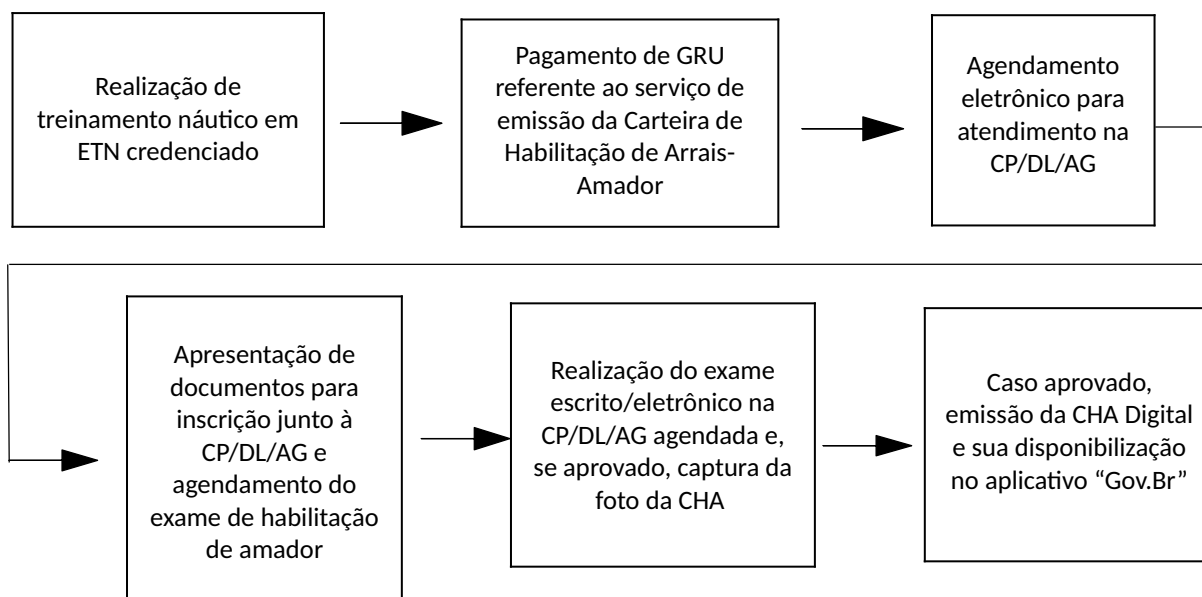 Realização de
treinamento náutico em
ETN credenciado
Pagamento de GRU
referente ao serviço de
emissão da Carteira de
Habilitação de Arrais-
Amador
Agendamento
eletrônico para
atendimento na
CP/DL/AG
Apresentação de
documentos para
inscrição junto à
CP/DL/AG e
agendamento do
exame de habilitação
de amador
Realização do exame
escrito/eletrônico na
CP/DL/AG agendada e,
se aprovado, captura da
foto da CHA
Caso aprovado,
emissão da CHA Digital
e sua disponibilização
no aplicativo “Gov.Br”